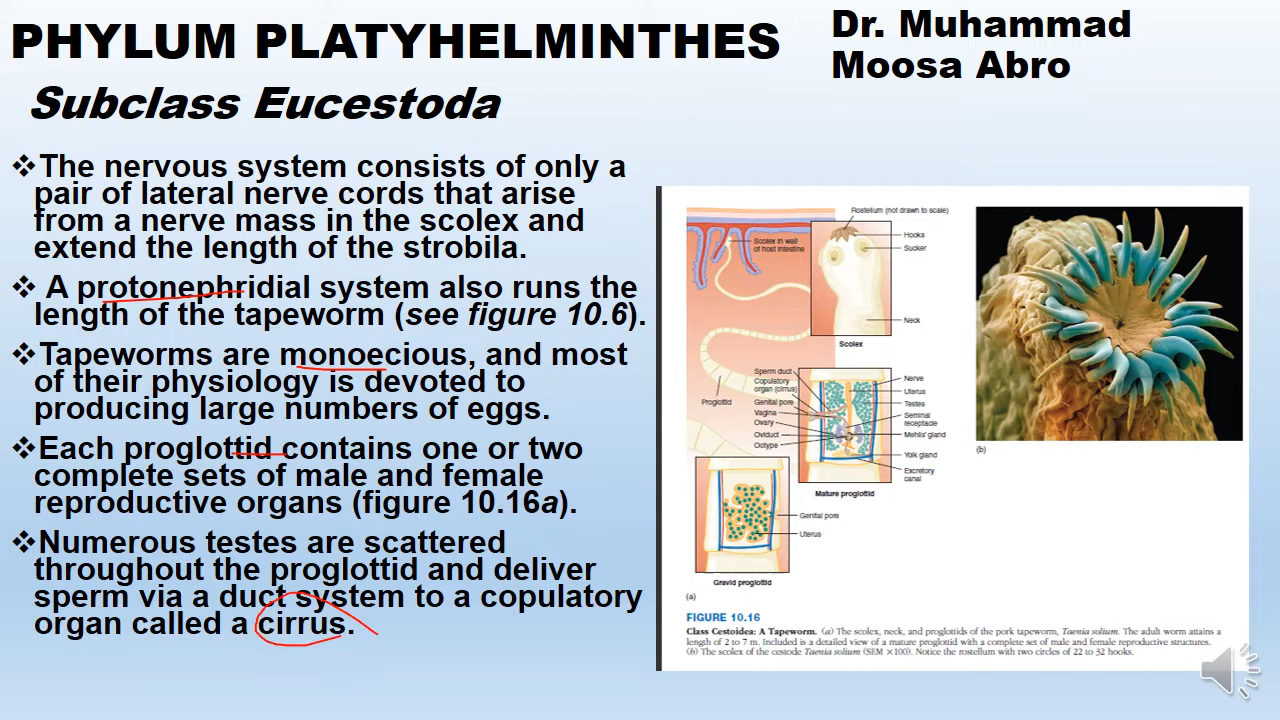 PHYLUM PLATYHELMINTHES
Dr. Muhammad
Moosa Abro
Subclass Eucestoda
❖The nervous system consists of only a
pair of lateral nerve cords that arise
from a nerve mass in the scolex and
extend the length of the strobila.
❖ A protonephridial system also runs the
length of the tapeworm (see figure 10.6).
❖Tapeworms are monoecious, and most
of their physiology is devoted to
producing large numbers of eggs.
❖Each proglottid contains one or two
complete sets of male and female
reproductive organs (figure 10.16a).
❖Numerous testes are scattered
throughout the proglottid and deliver
sperm via a duct system to a copulatory
organ called a cirrus.
Rostellum (not drawn to scale)
Scolex in wall
of host intestine
Hooks
Sucker
Neck
Scolex
Proglottid
Sperm duct
Copulatory
organ (cirrus)
Genital pore
Vagina
Ovary
Oviduct
Ootype
Nerve
Uterus
Testes
Seminal
receptacle
Mehlis' gland
Yolk gland
Excretory
canal
Mature proglottid
Genital pore
Uterus
Gravid proglottid
(a)
(b)
FIGURE 10.16
Class Cestoidea: A Tapeworm. (a) The scolex, neck, and proglottids of the pork tapeworm, Taenia solium. The adult worm attains a
length of 2 to 7 m. Included is a detailed view of a mature proglottid with a complete set of male and female reproductive structures.
(b) The scolex of the cestode Taenia solium (SEM ×100). Notice the rostellum with two circles of 22 to 32 hooks.